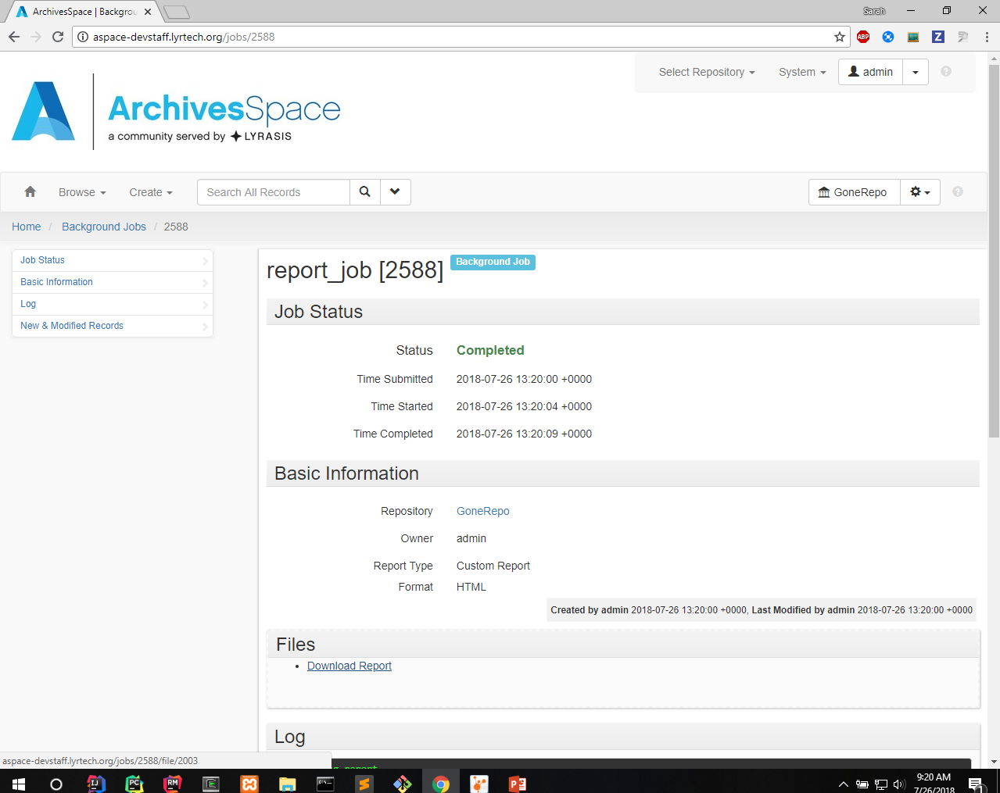 ArchivesSpace | Backgrou
Sarah
aspace-devstaff.lyrtech.org/jobs/2588
ABP
Z
Select Repository
System
admin
ArchivesSpace
a community served by LYRASIS
Browse
Create
Search All Records
GoneRepo
Home / Background Jobs / 2588
Job Status
Basic Information
Log
New & Modified Records
report_job [2588] Background Job
Job Status
Status Completed
Time Submitted 2018-07-26 13:20:00 +0000
Time Started 2018-07-26 13:20:04 +0000
Time Completed 2018-07-26 13:20:09 +0000
Basic Information
Repository GoneRepo
Owner admin
Report Type Custom Report
Format HTML
Created by admin 2018-07-26 13:20:00 +0000, Last Modified by admin 2018-07-26 13:20:00 +0000
Files
Download Report
Log
aspace-devstaff.lyrtech.org/jobs/2588/file/2003
IJ
PC
RM
9:20 AM
7/26/2018